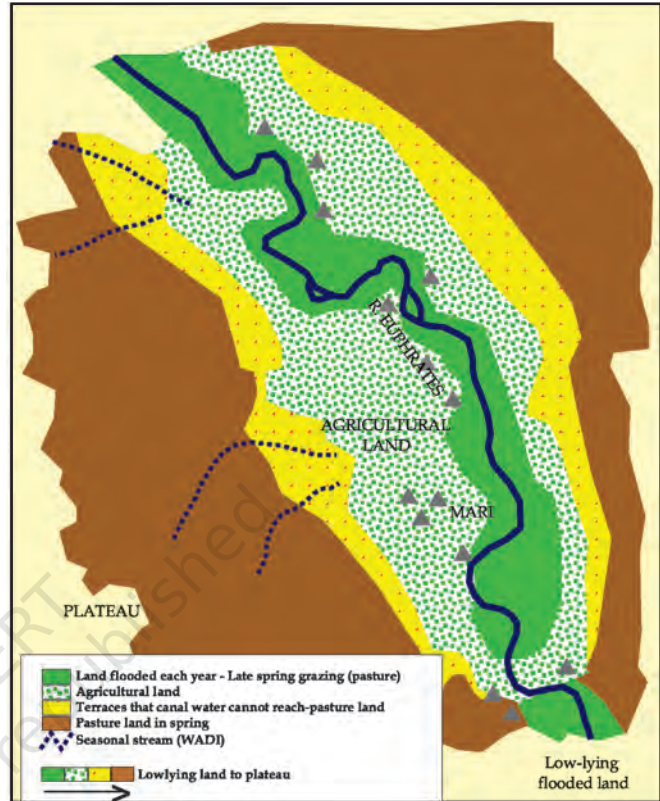 R. EUPHRATES
AGRICULTURAL
LAND
MARI
PLATEAU
Land flooded each year - Late spring grazing (pasture)
Agricultural land
Terraces that canal water cannot reach-pasture land
Pasture land in spring
Seasonal stream (WADI)
Lowlying land to plateau
Low-lying
flooded land